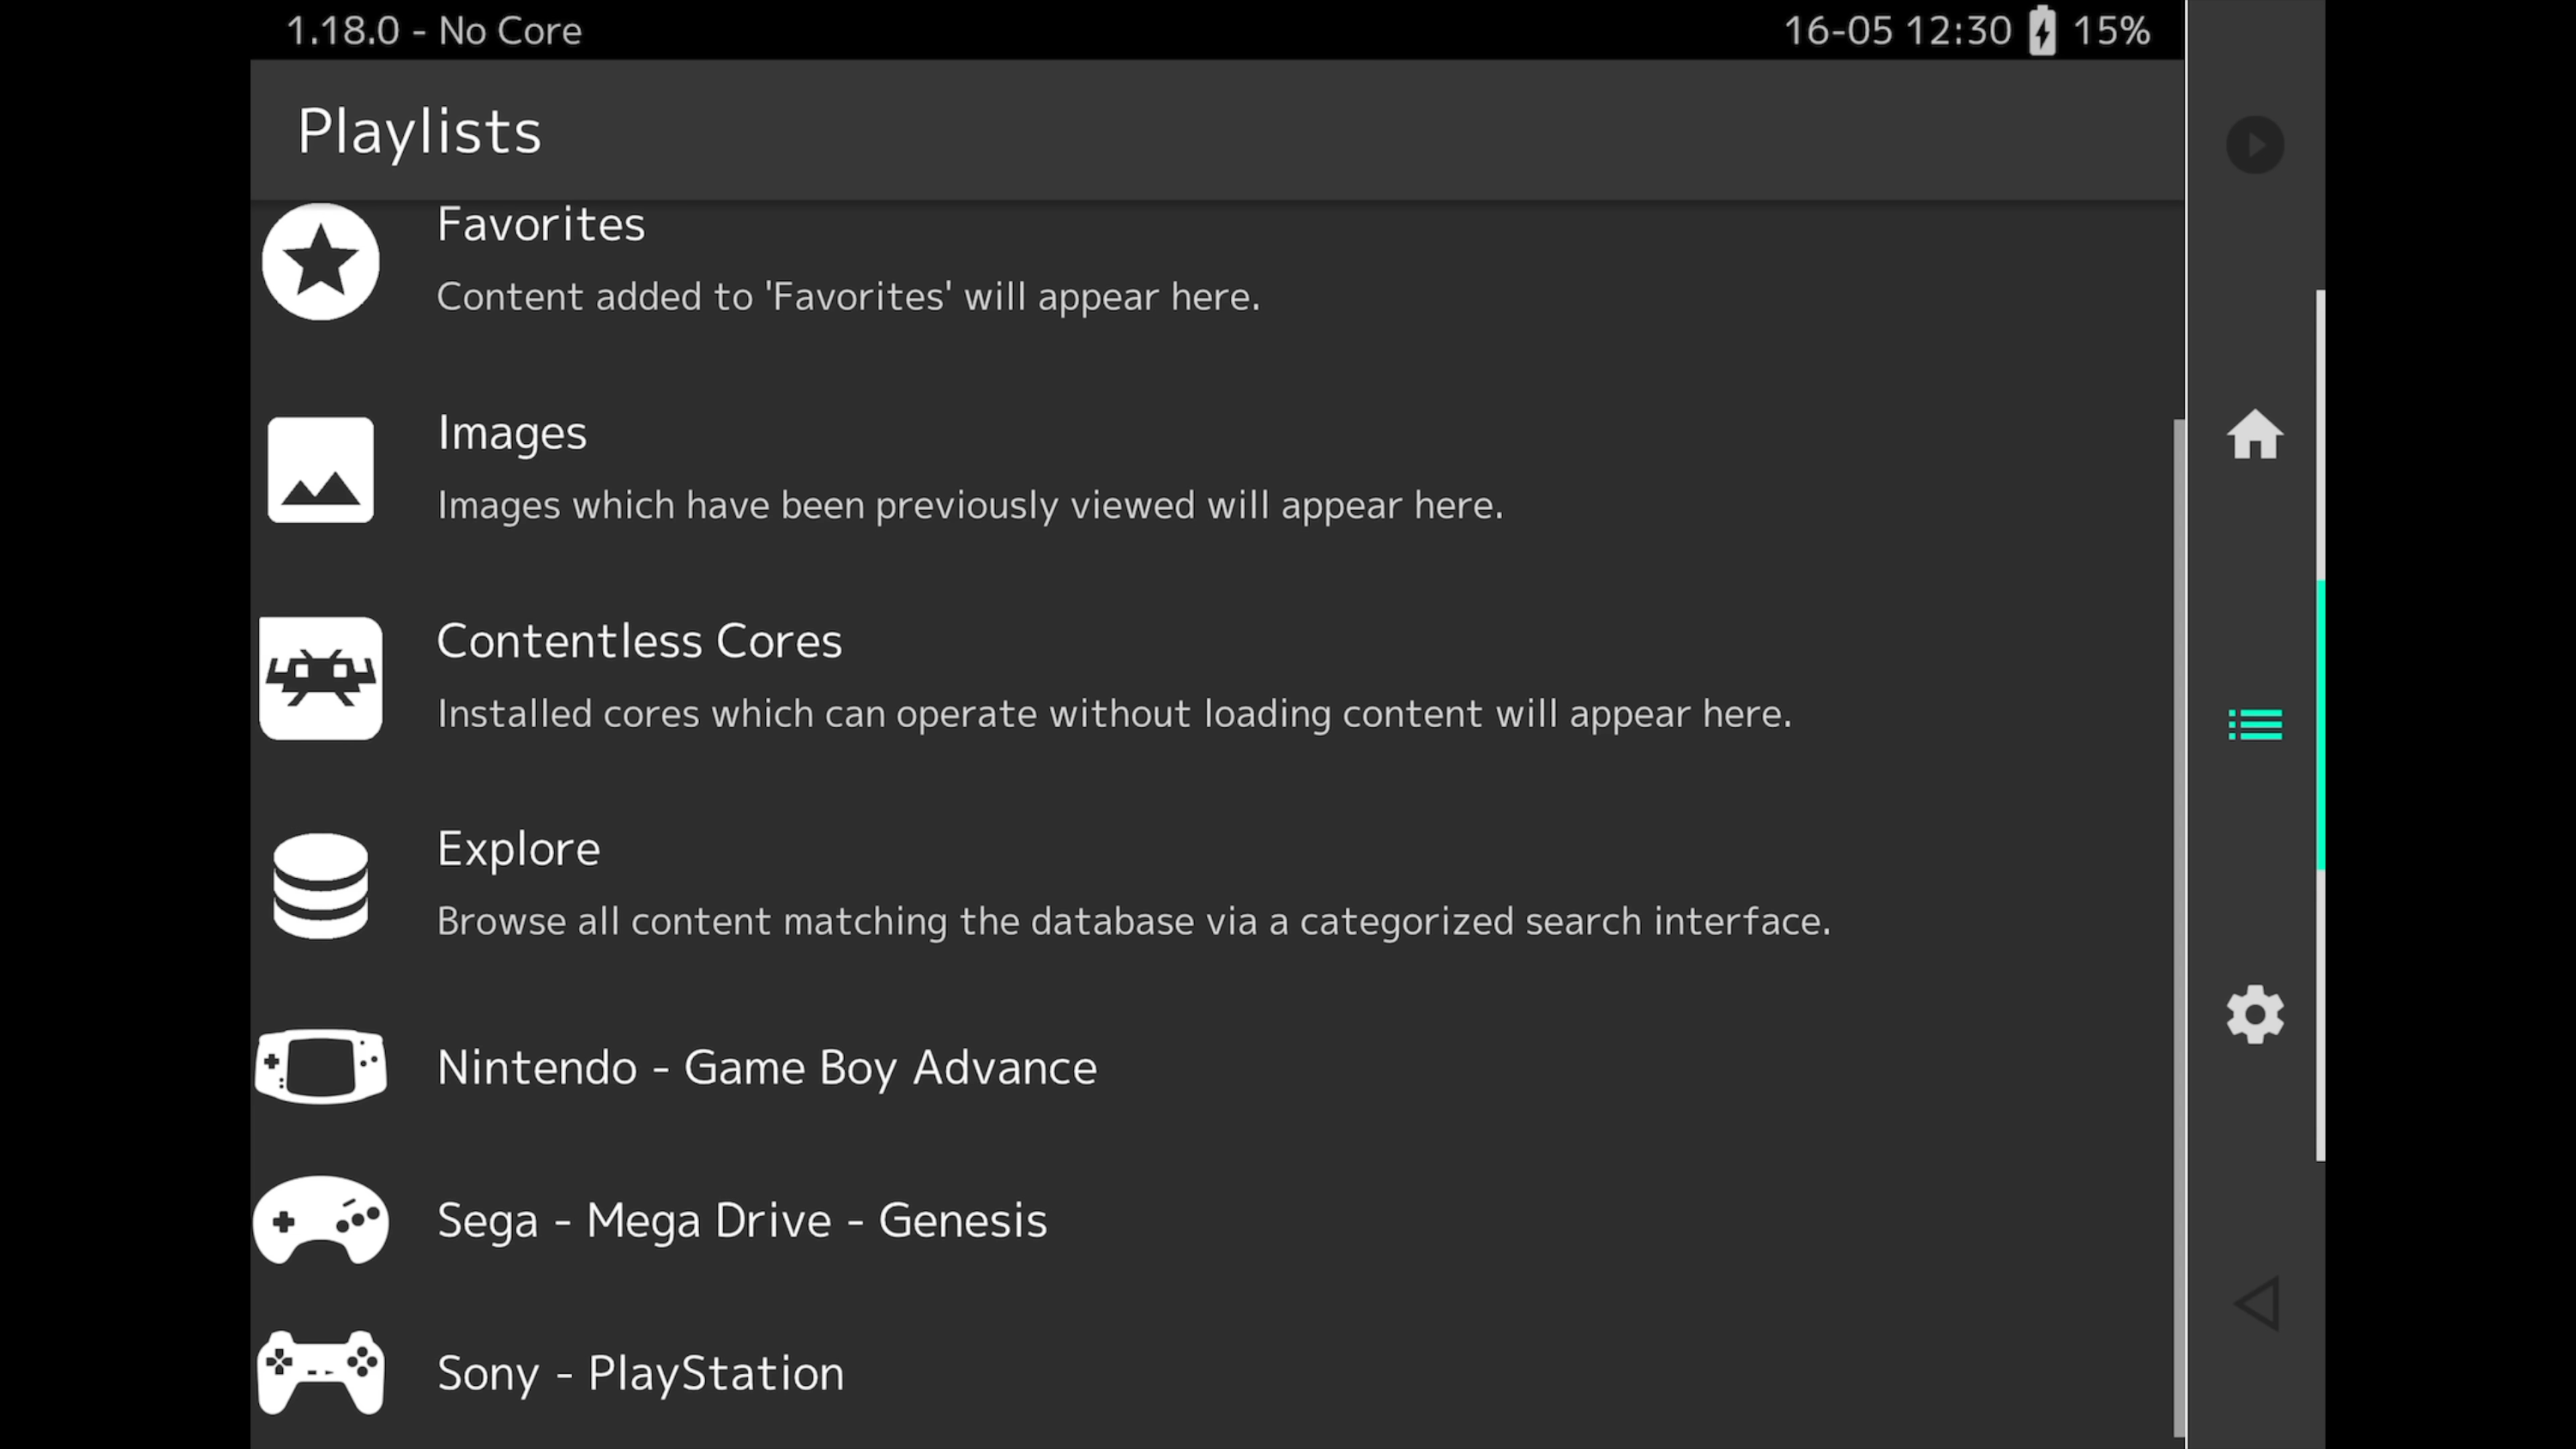 1.18.0 - No Core
16-05 12:30 15%
Playlists
Favorites
Content added to 'Favorites' will appear here.
Images
Images which have been previously viewed will appear here.
Contentless Cores
Installed cores which can operate without loading content will appear here.
Explore
Browse all content matching the database via a categorized search interface.
Nintendo - Game Boy Advance
Sega - Mega Drive - Genesis
Sony - PlayStation